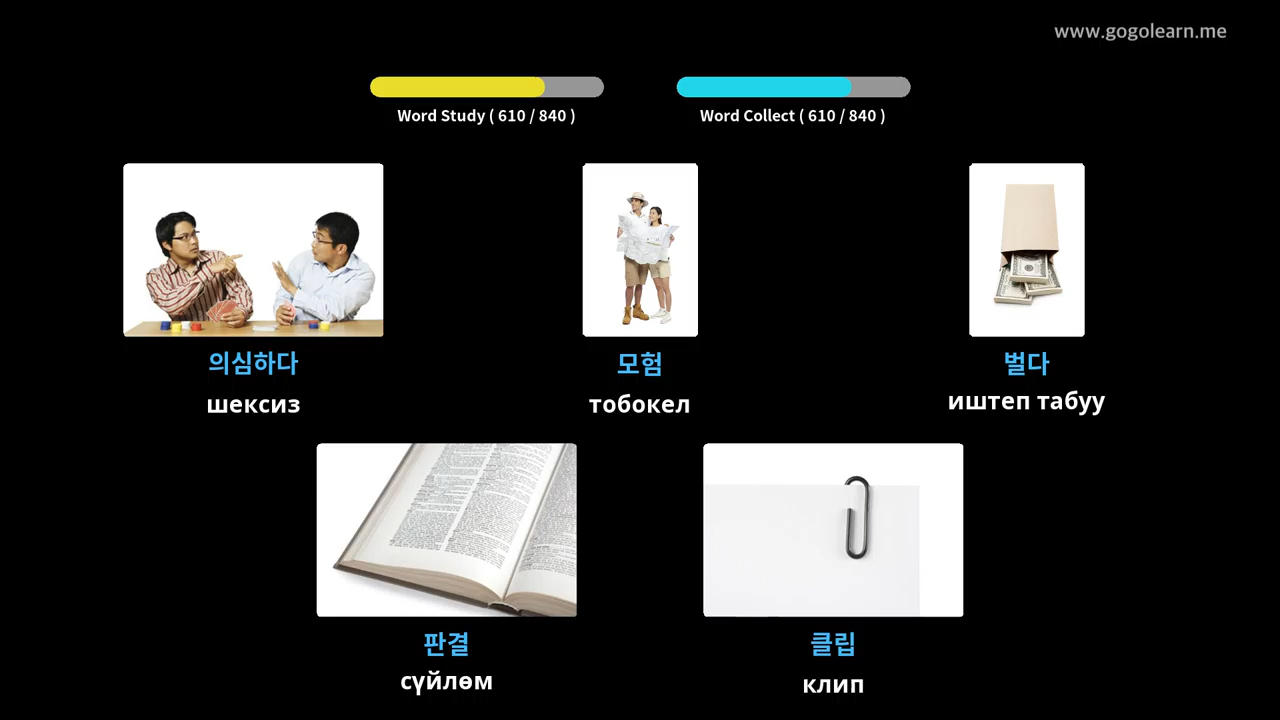 www.gogolearn.me
Word Study ( 610 / 840 )
Word Collect ( 610 / 840 )
의심하다
모험
벌다
шексиз
тобокел
иштеп табуу
판결
클립
сүйлөм
клип